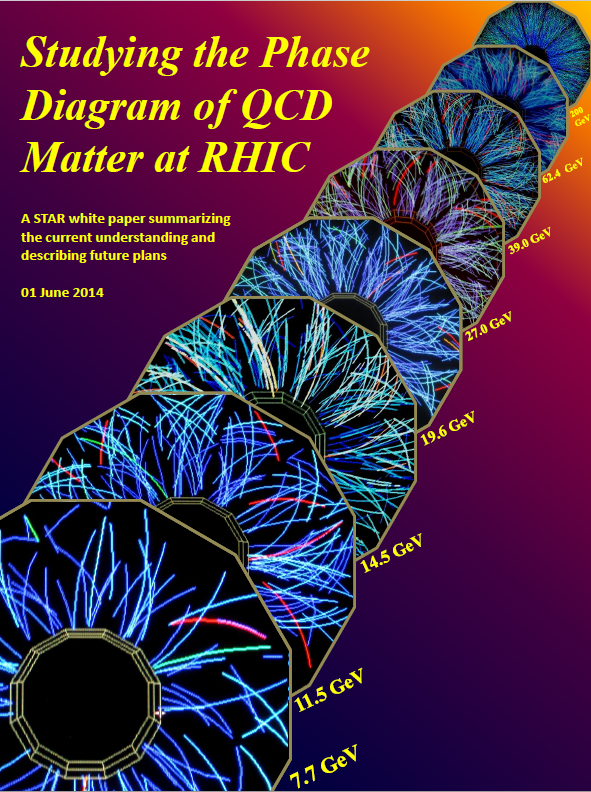 Studying the Phase
Diagram of QCD
Matter at RHIC
A STAR white paper summarizing
the current understanding and
describing future plans
01 June 2014
200
GeV
62.4 GeV
39.0 GeV
27.0 GeV
19.6 GeV
14.5 GeV
11.5 GeV
7.7 GeV